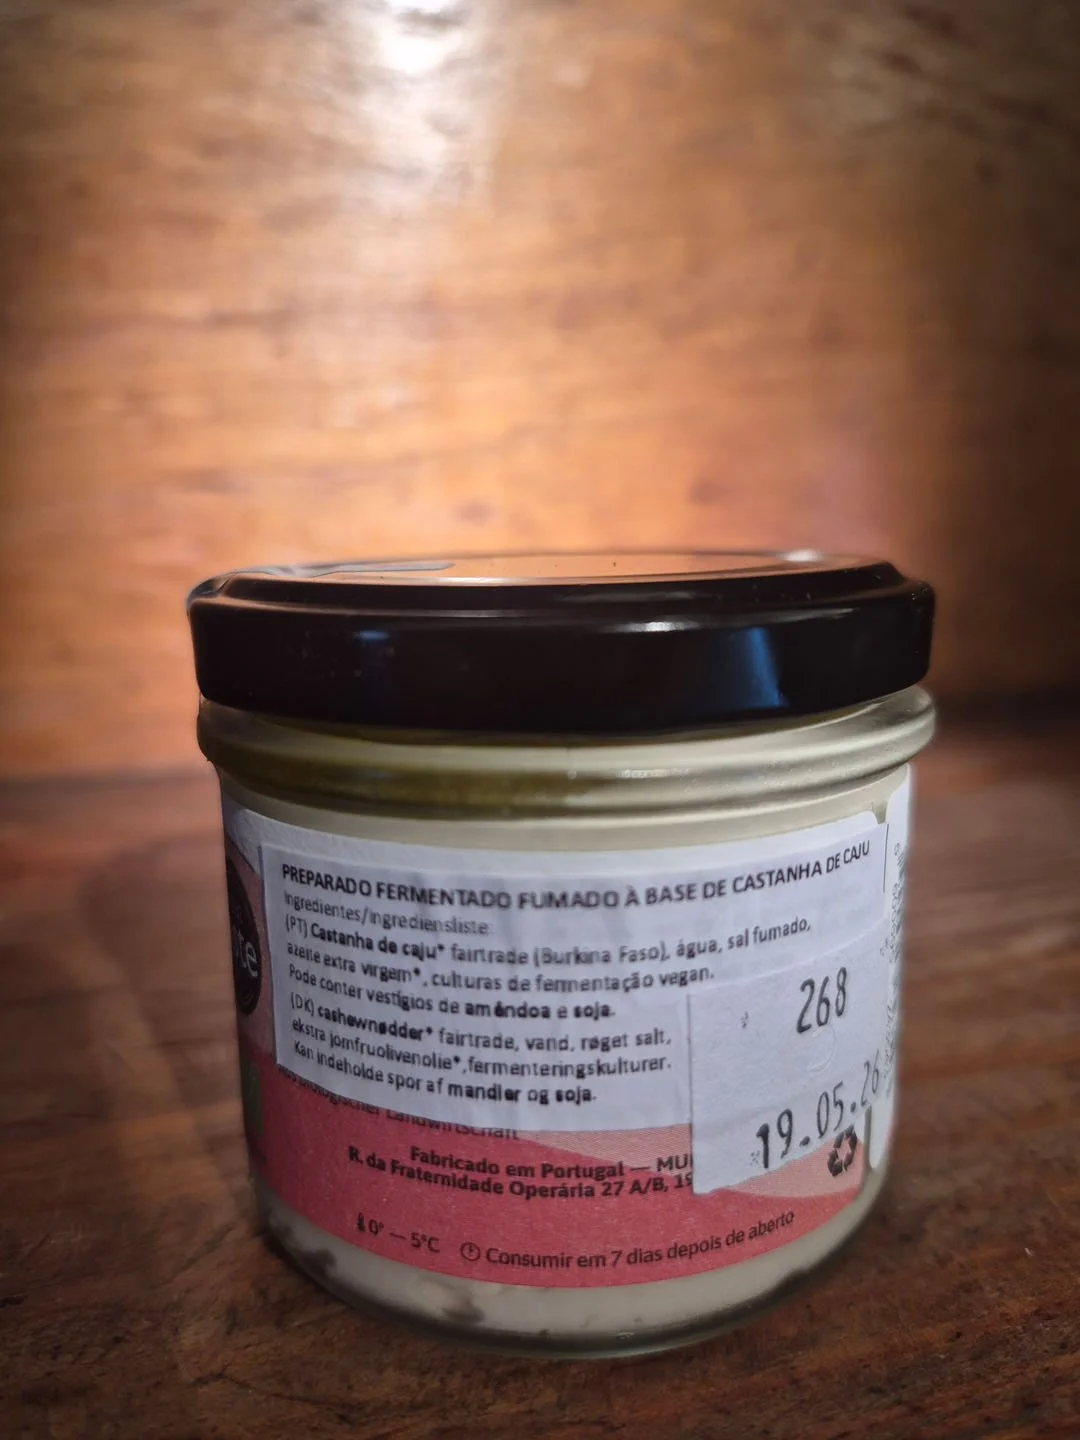 PREPARADO FERMENTADO FUMADO À BASE DE CASTANHA DE CAJU
Ingredientes/ingrediensliste:
(PT) Castanha de caju* fairtrade (Burkina Faso), água, sal fumado,
azeite extra virgem*, culturas de fermentação vegan.
Pode conter vestígios de amêndoa e soja.
(DK) cashewnødder* fairtrade, vand, røget salt,
ekstra jomfruolivenolie*, fermenteringskulturer.
Kan indeholde spor af mandler og soja.
268
19.05.26
biologischer Landwirtschaft
Fabricado em Portugal — MU
R. da Fraternidade Operária 27 A/B, 19
0° — 5°C Consumir em 7 dias depois de aberto